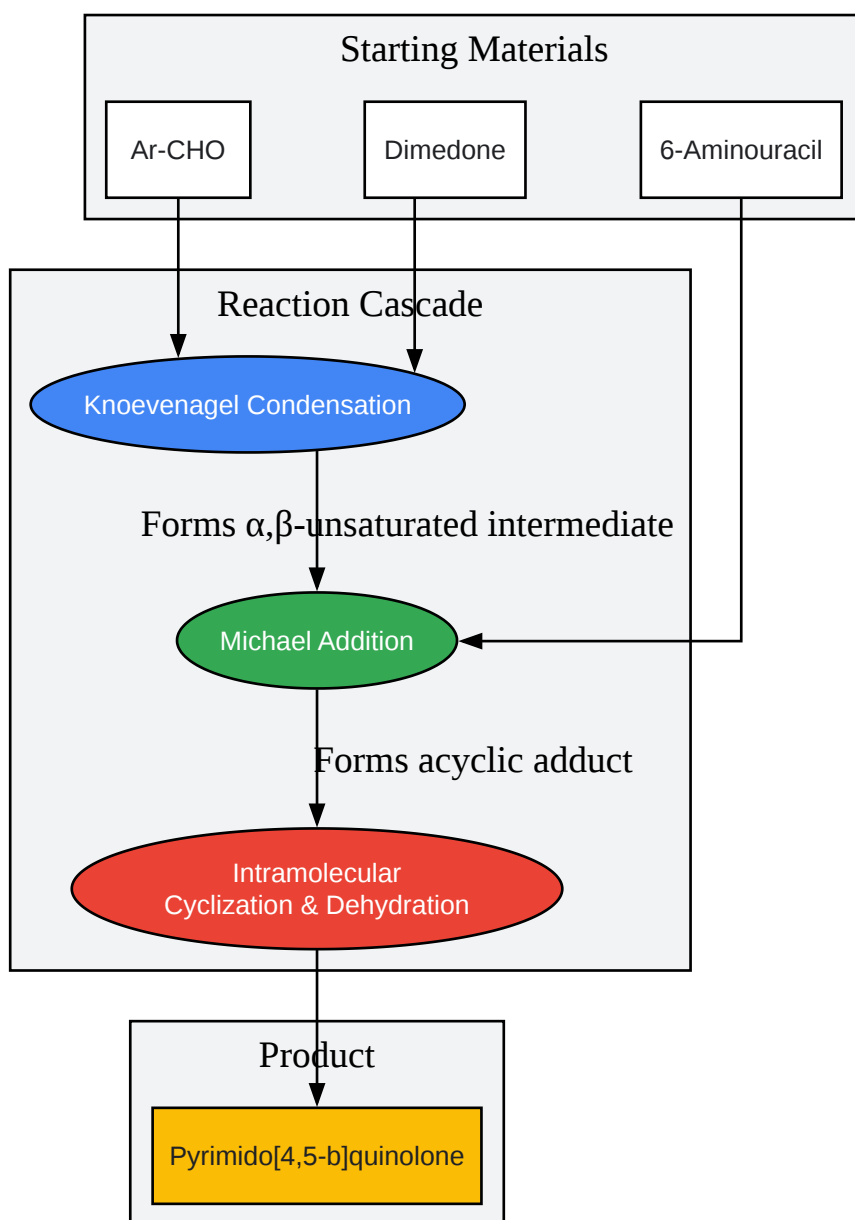 Starting Materials
Ar-CHO
Dimedone
6-Aminouracil
Reaction Cascade
Knoevenagel Condensation
Forms α,β-unsaturated intermediate
Michael Addition
Forms acyclic adduct
Intramolecular
Cyclization & Dehydration
Product
Pyrimido[4,5-b]quinolone